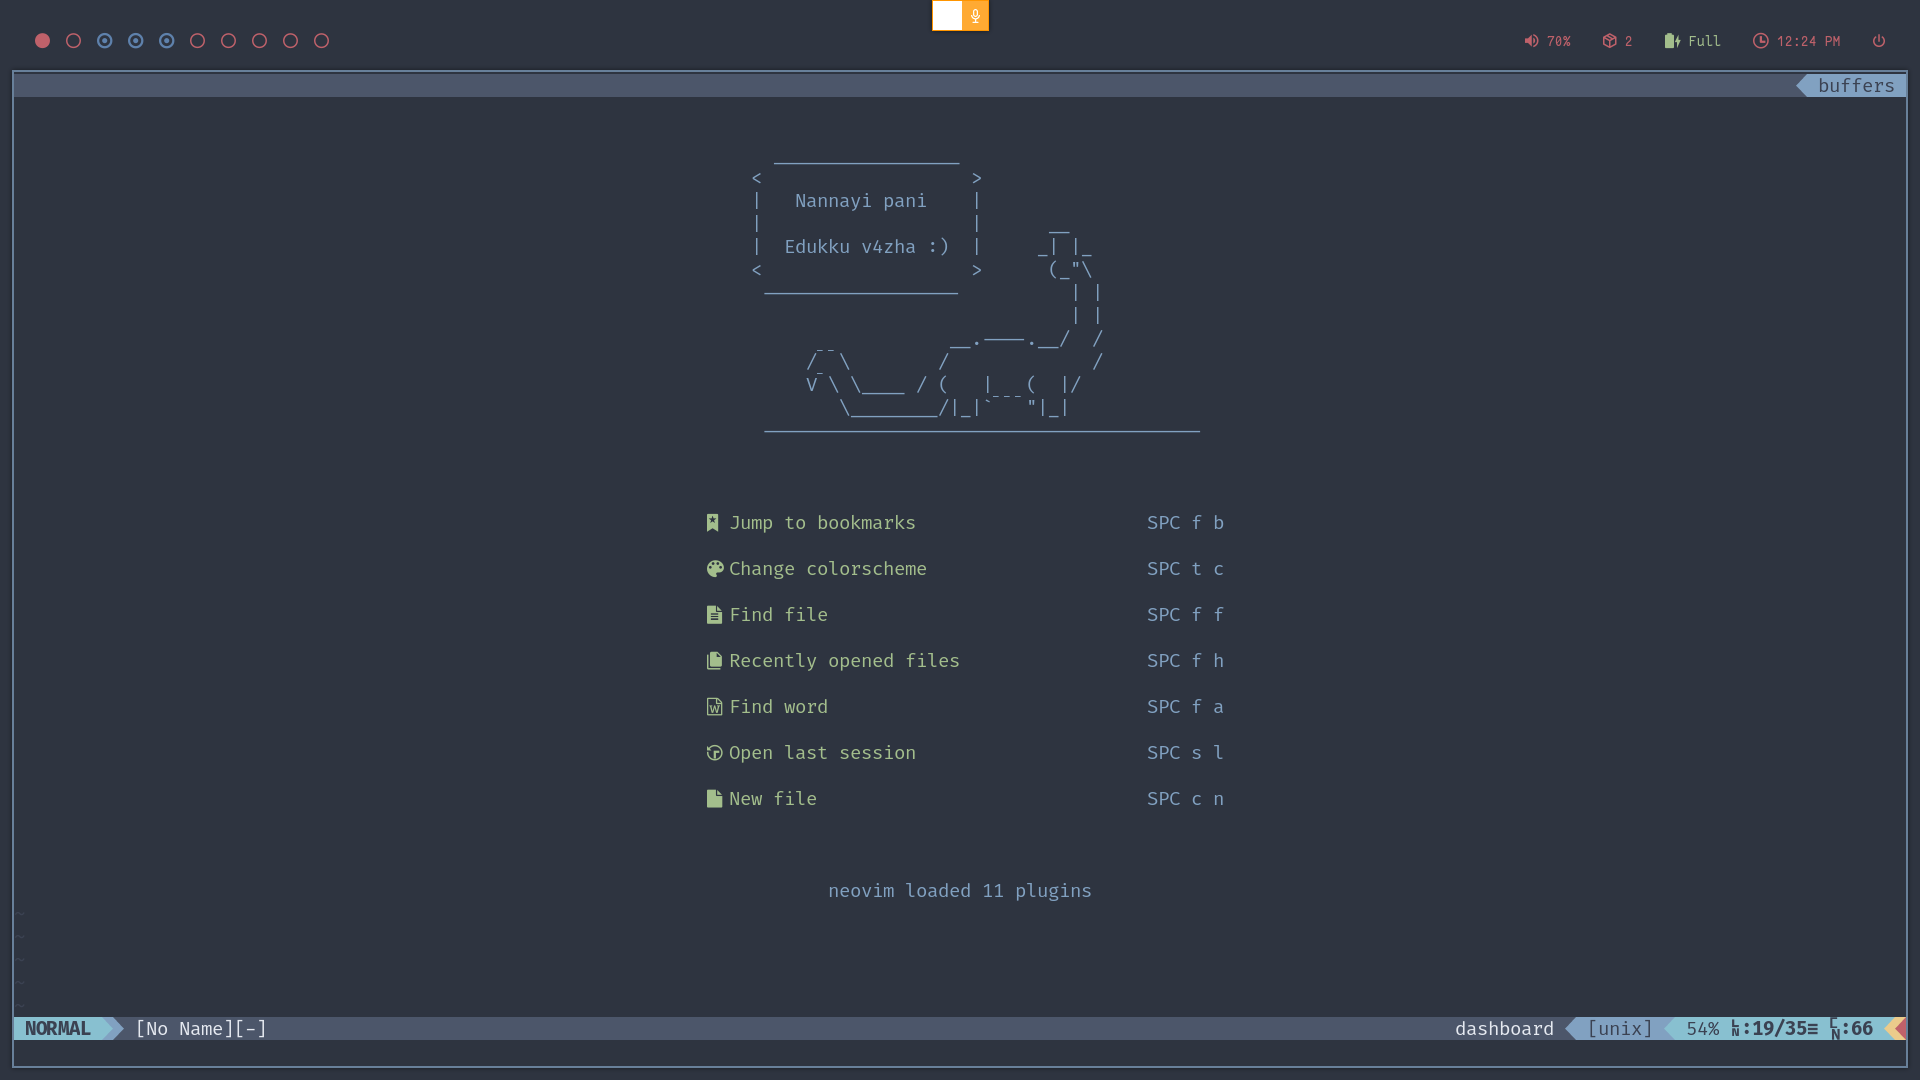 70% 2 Full 12:24 PM
buffers
Nannayi pani
Edukku v4zha :)
Jump to bookmarks SPC f b
Change colorscheme SPC t c
Find file SPC f f
Recently opened files SPC f h
Find word SPC f a
Open last session SPC s l
New file SPC c n
neovim loaded 11 plugins
~
~
~
~
~
NORMAL [No Name][-] dashboard [unix] 54% ㏑:19/35≡ ㏇:66